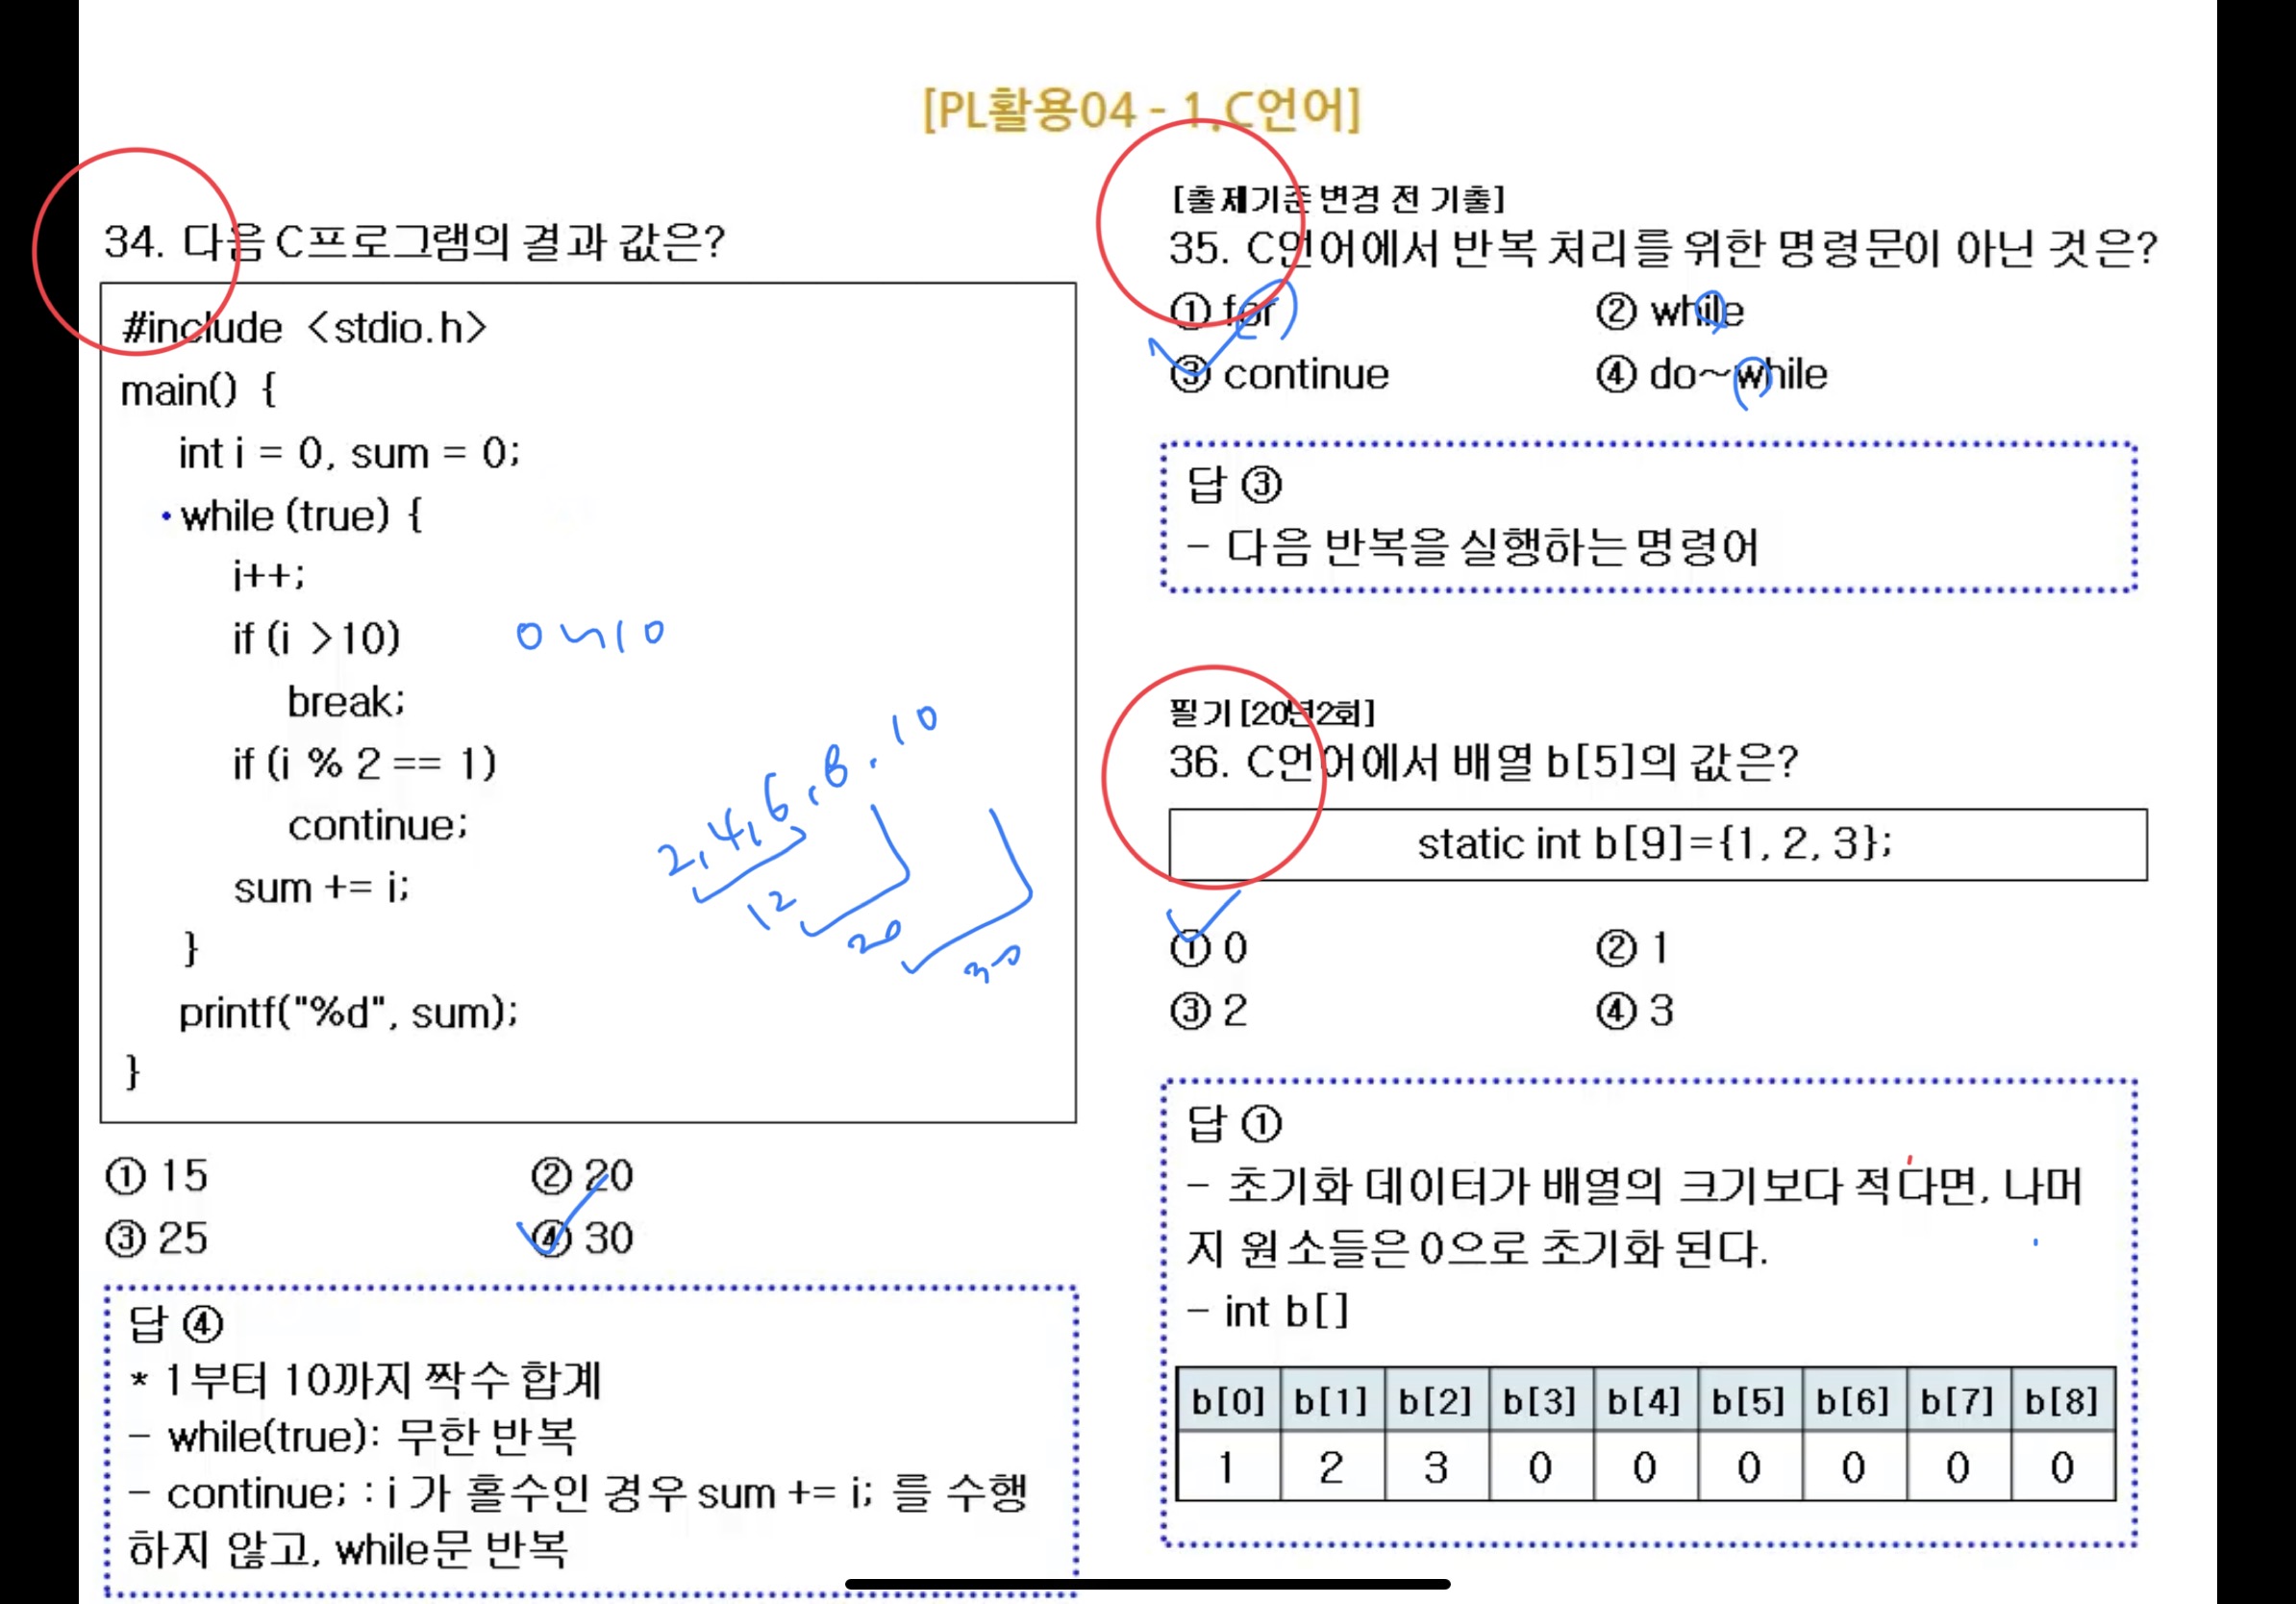 [PL활용04 - 1.C언어]
34. 다음 C프로그램의 결과 값은?
#include <stdio.h>
main() {
int i = 0, sum = 0;
while (true) {
i++;
if (i >10)
break;
if (i % 2 == 1)
continue;
sum += i;
}
printf("%d", sum);
}
0~10
2, 4, 6, 8, 10
12
20
30
① 15
② 20
③ 25
④ 30
답 ④
* 1부터 10까지 짝수 합계
- while(true): 무한 반복
- continue; : i 가 홀수인 경우 sum += i; 를 수행
하지 않고, while문 반복
[출제기준 변경 전 기출]
35. C언어에서 반복 처리를 위한 명령문이 아닌 것은?
① for
② while
③ continue
④ do~while
답 ③
- 다음 반복을 실행하는 명령어
필기 [20년2회]
36. C언어에서 배열 b[5]의 값은?
static int b[9]={1, 2, 3};
① 0
② 1
③ 2
④ 3
답 ①
- 초기화 데이터가 배열의 크기보다 적다면, 나머
지 원소들은 0으로 초기화 된다.
- int b[]
b[0] b[1] b[2] b[3] b[4] b[5] b[6] b[7] b[8]
1 2 3 0 0 0 0 0 0